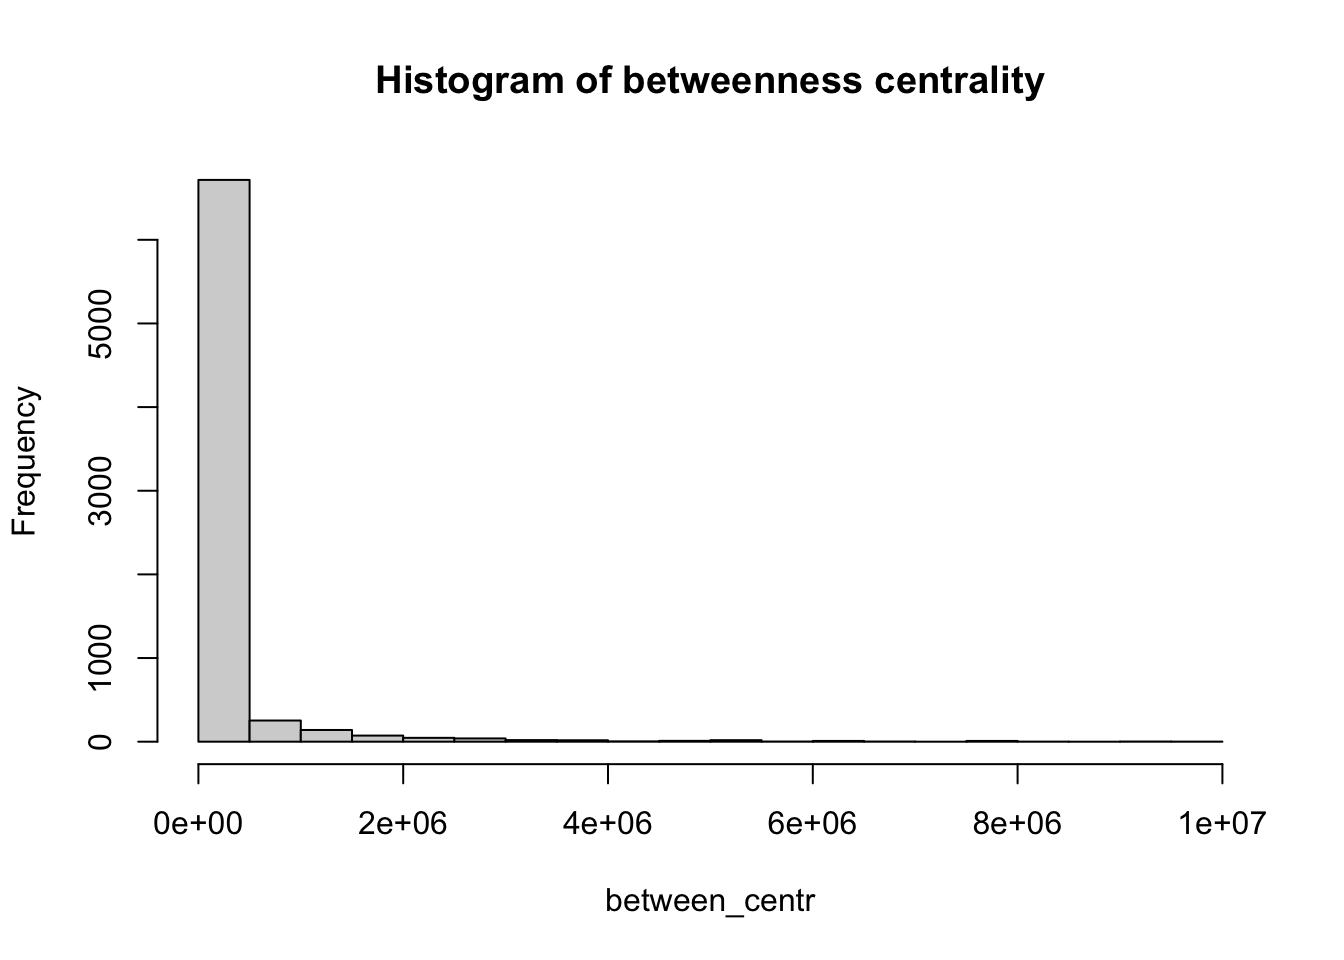 Histogram of betweenness centrality
Frequency
5000
3000
1000
0
0e+00 2e+06 4e+06 6e+06 8e+06 1e+07
between_centr